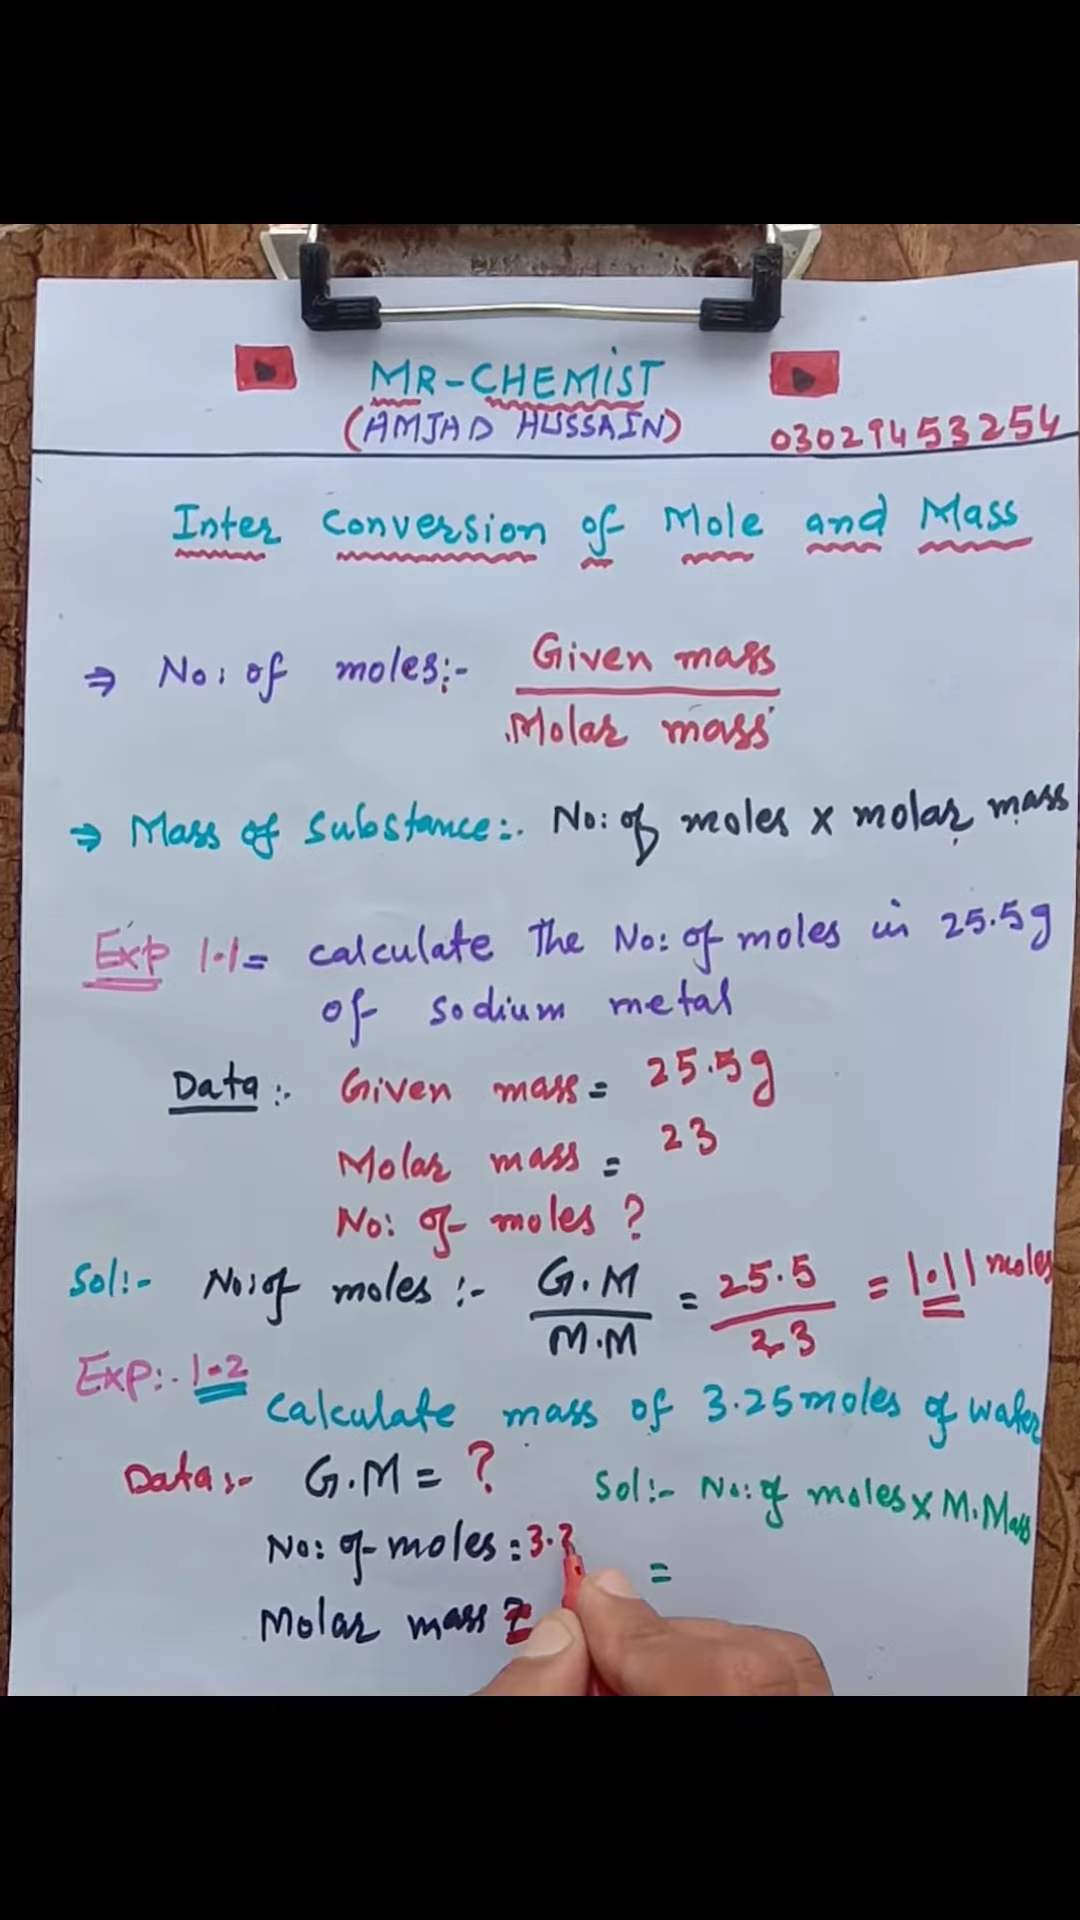 MR-CHEMIST
(AMJAD HUSSAIN)
03029453254
Inter Conversion of Mole and Mass
⇒ No: of moles:- Given mass
Molar mass
⇒ Mass of Substance:- No: of moles x molar mass
Exp 1.1 = calculate the No: of moles in 25.5g
of sodium metal
Data:- Given mass = 25.5g
Molar mass = 23
No: of moles ?
Sol:- No: of moles :- G.M = 25.5 = 1.11 moles
M.M 23
Exp:- 1.2
Calculate mass of 3.25 moles of water
Data:- G.M = ?
Sol:- No: of moles x M.Mass
No: of moles = 3.2
=
Molar mass =